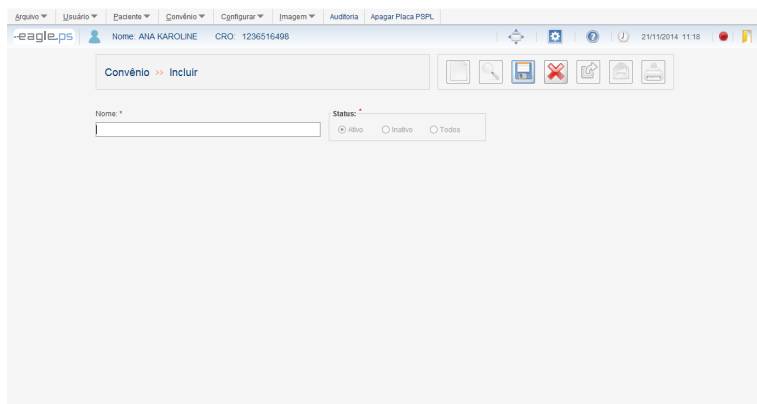 Arquivo Usuário Paciente Convênio Configurar Imagem Auditoria Apagar Placa PSPL
eagle.ps Nome: ANA KAROLINE CRO: 1236516498 21/11/2014 11:18
Convênio >> Incluir
Nome: * Status: *
Ativo Inativo Todos